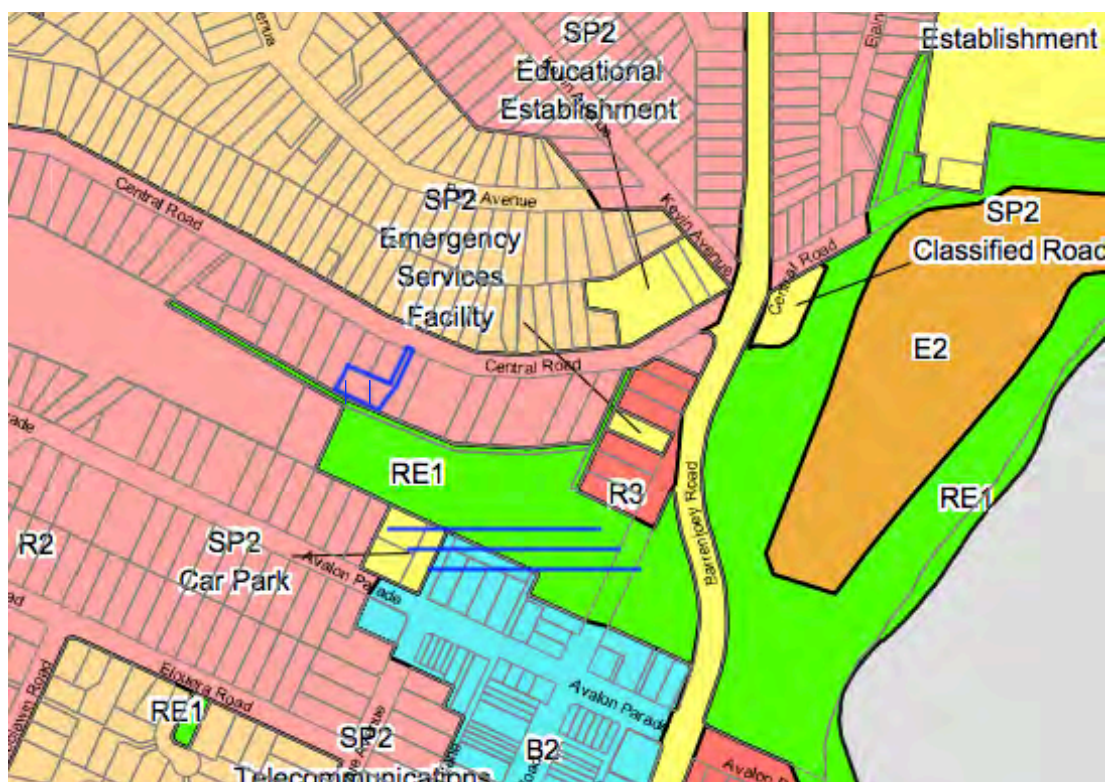 SP2
Educational
Establishment
Establishment
Central Road
SP2
Avenue
Emergency
Services
Facility
Kevin Avenue
Central Road
SP2
Classified Road
E2
Central Road
RE1
R3
RE1
Barrenjoey Road
R2
SP2
Car Park
Avalon Parade
Elouera Road
RE1
Avalon Parade
SP2
B2
Telecommunications